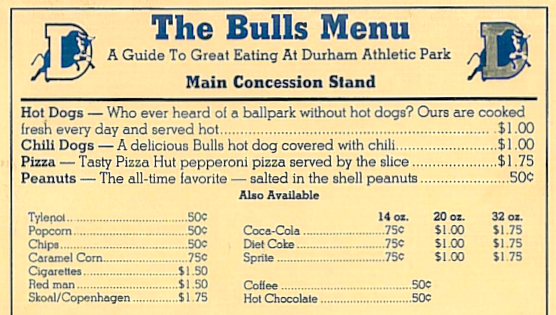 The Bulls Menu
A Guide To Great Eating At Durham Athletic Park
Main Concession Stand
Hot Dogs — Who ever heard of a ballpark without hot dogs? Ours are cooked
fresh every day and served hot.......... $1.00
Chili Dogs — A delicious Bulls hot dog covered with chili.......... $1.00
Pizza — Tasty Pizza Hut pepperoni pizza served by the slice .......... $1.75
Peanuts — The all-time favorite — salted in the shell peanuts .......... 50¢
Also Available
Tylenol .......... 50¢
Popcorn .......... 50¢
Chips .......... 50¢
Caramel Corn .......... 75¢
Cigarettes .......... $1.50
Red man .......... $1.50
Skoal/Copenhagen .......... $1.75
14 oz. 20 oz. 32 oz.
Coca-Cola .......... 75¢ $1.00 $1.75
Diet Coke .......... 75¢ $1.00 $1.75
Sprite .......... 75¢ $1.00 $1.75
Coffee .......... 50¢
Hot Chocolate .......... 50¢